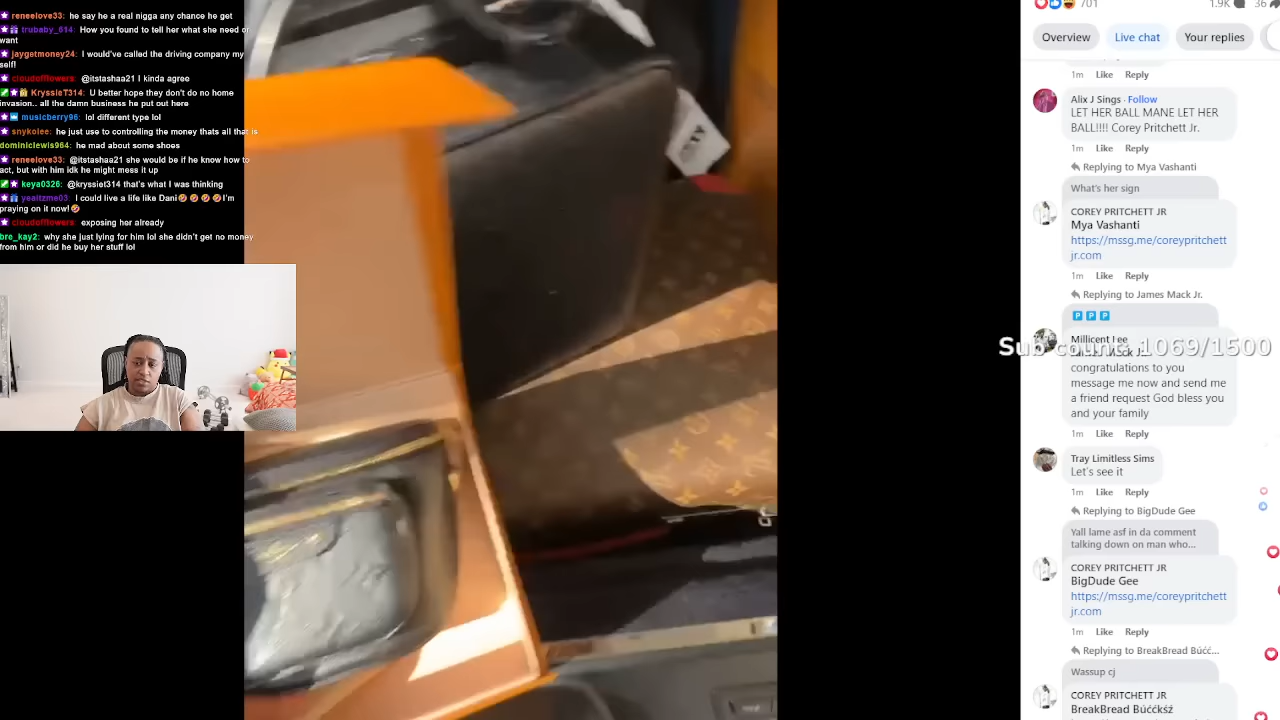 reneelove33: he say he a real nigga any chance he get
trubaby_614: How you found to tell her what she need or
want
jaygetmoney24: I would've called the driving company my
self!
cloudofflowers: @itstashaa21 I kinda agree
KryssieT314: U better hope they don't do no home
invasion.. all the damn business he put out here
musicberry96: lol different type lol
snykolee: he just use to controlling the money thats all that is
dominiclewis964: he mad about some shoes
reneelove33: @itstashaa21 she would be if he know how to
act, but with him idk he might mess it up
keya0326: @kryssiet314 that's what I was thinking
yeaitzme03: I could live a life like Dani🤣🤣🤣🤣I'm
praying on it now!🤣
cloudofflowers: exposing her already
bre_kay2: why she just lying for him lol she didn't get no money
from him or did he buy her stuff lol
701
1.9K
36
Overview
Live chat
Your replies
1m Like Reply
Alix J Sings · Follow
LET HER BALL MANE LET HER
BALL!!!! Corey Pritchett Jr.
1m Like Reply
Replying to Mya Vashanti
What's her sign
COREY PRITCHETT JR
Mya Vashanti
https://mssg.me/coreypritchett
jr.com
1m Like Reply
Replying to James Mack Jr.
🅿️🅿️🅿️
Millicent Lee
Sub count: 1069/1500
congratulations to you
message me now and send me
a friend request God bless you
and your family
1m Like Reply
Tray Limitless Sims
Let's see it
1m Like Reply
Replying to BigDude Gee
Yall lame asf in da comment
talking down on man who...
COREY PRITCHETT JR
BigDude Gee
https://mssg.me/coreypritchett
jr.com
1m Like Reply
Replying to BreakBread Búćć...
Wassup cj
COREY PRITCHETT JR
BreakBread Búććkśź